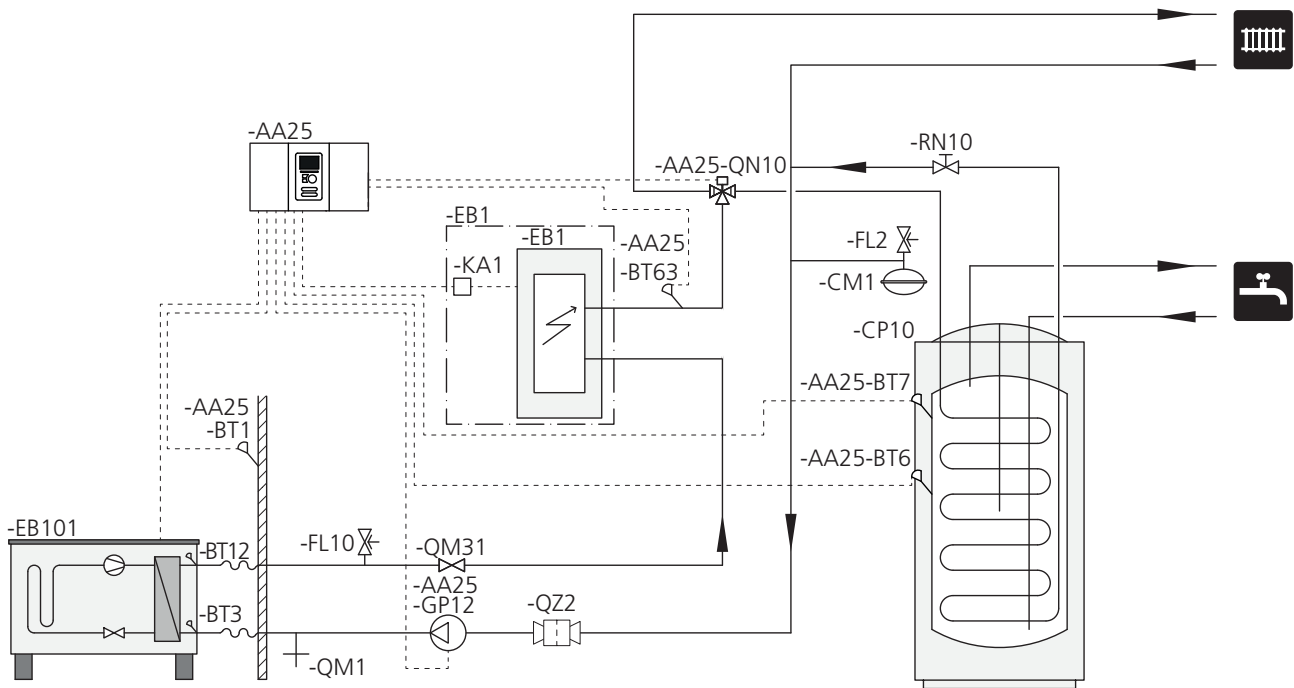 -AA25
-RN10
-AA25-QN10
-EB1
-EB1
-AA25
-FL2
-KA1
-BT63
-CM1
-CP10
-AA25-BT7
-AA25
-BT1
-AA25-BT6
-EB101
-BT12
-FL10
-QM31
-AA25
-GP12
-QZ2
-BT3
-QM1